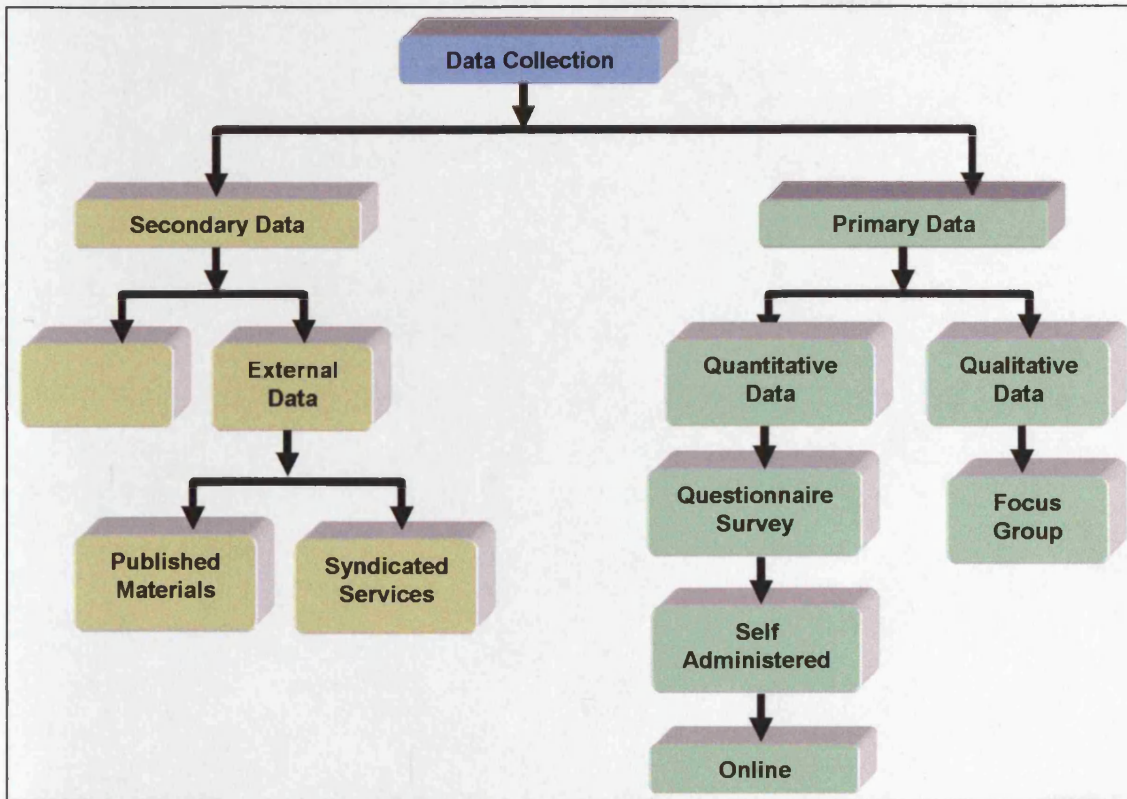 Data Collection
Secondary Data
Primary Data
External
Data
Quantitative
Data
Qualitative
Data
Published
Materials
Syndicated
Services
Questionnaire
Survey
Focus
Group
Self
Administered
Online